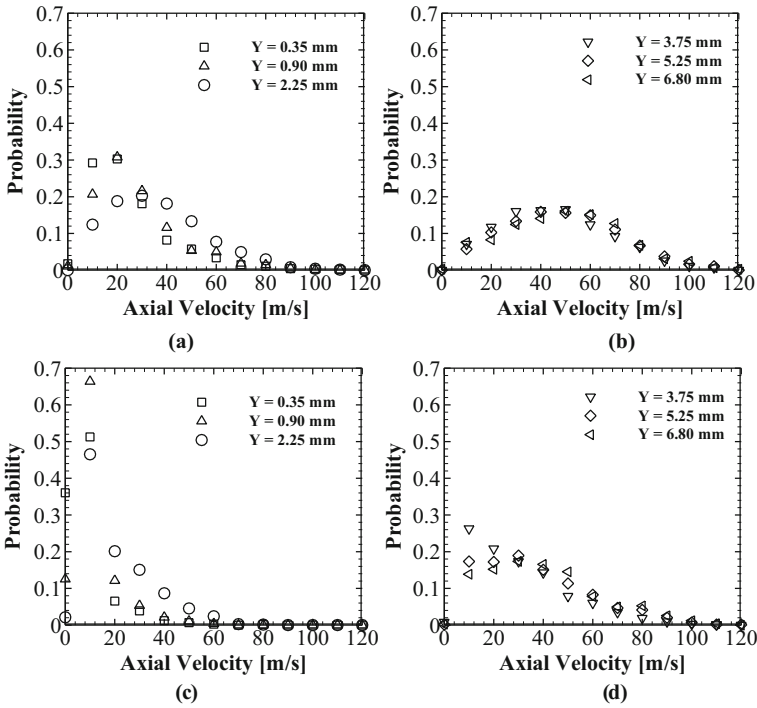 0.7
0.6
0.5
0.4
0.3
0.2
0.1
0
Probability
Y = 0.35 mm
Y = 0.90 mm
Y = 2.25 mm
0 20 40 60 80 100 120
Axial Velocity [m/s]
(a)
0.7
0.6
0.5
0.4
0.3
0.2
0.1
0
Probability
Y = 3.75 mm
Y = 5.25 mm
Y = 6.80 mm
0 20 40 60 80 100 120
Axial Velocity [m/s]
(b)
0.7
0.6
0.5
0.4
0.3
0.2
0.1
0
Probability
Y = 0.35 mm
Y = 0.90 mm
Y = 2.25 mm
0 20 40 60 80 100 120
Axial Velocity [m/s]
(c)
0.7
0.6
0.5
0.4
0.3
0.2
0.1
0
Probability
Y = 3.75 mm
Y = 5.25 mm
Y = 6.80 mm
0 20 40 60 80 100 120
Axial Velocity [m/s]
(d)